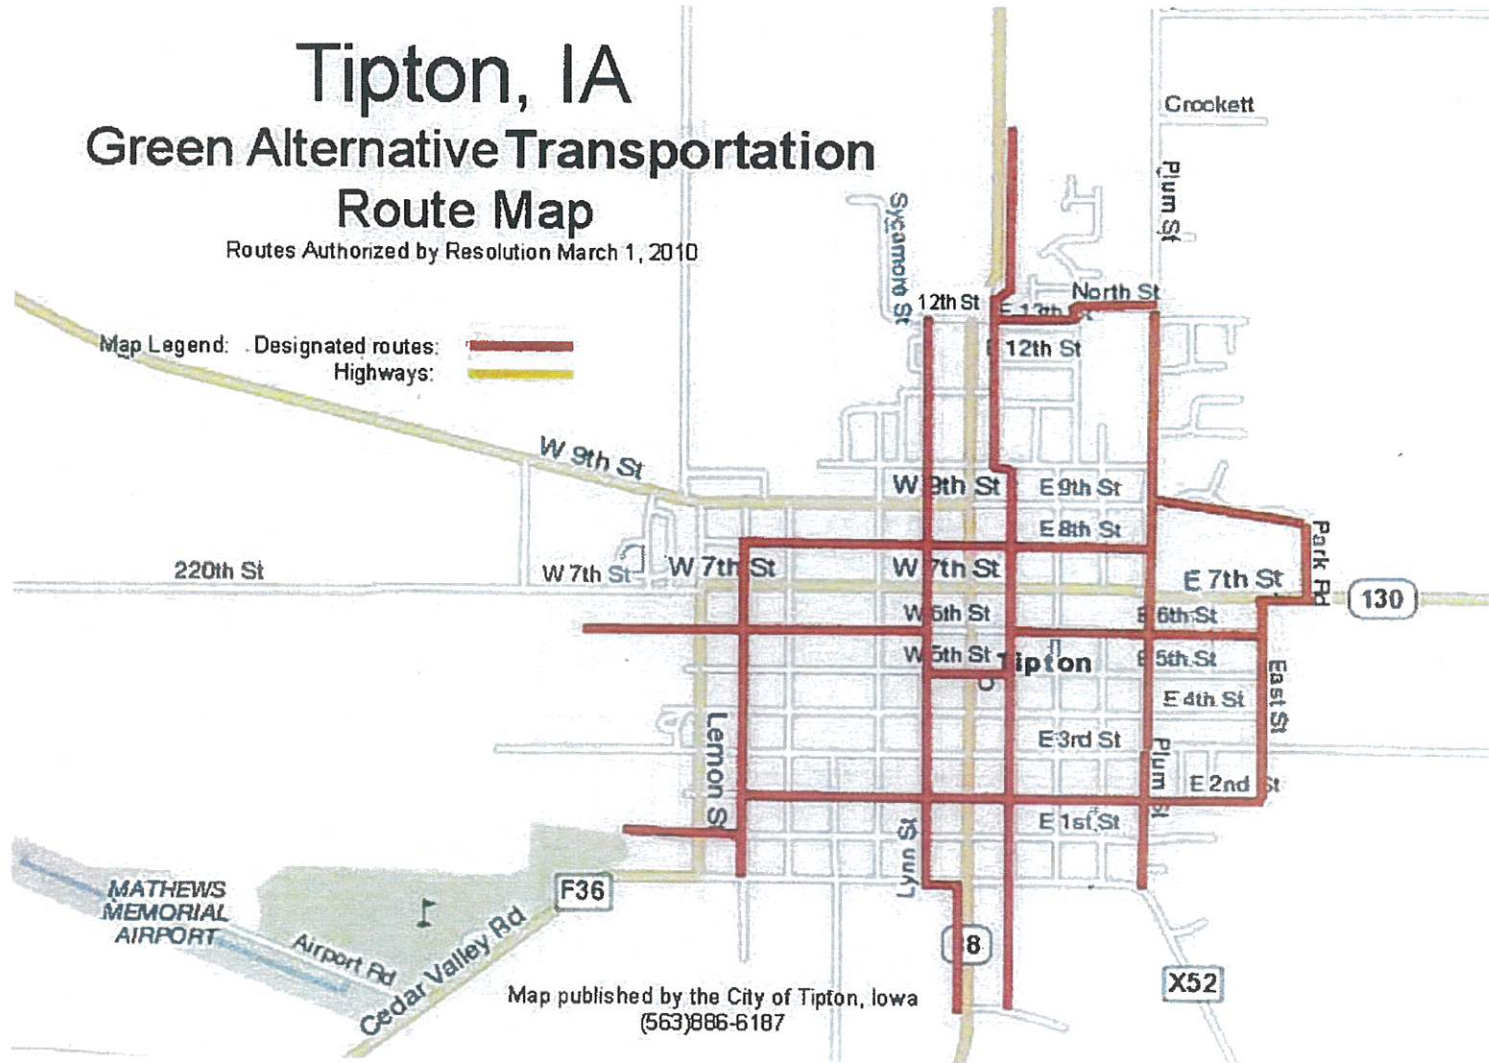 Tipton, IA
Green Alternative Transportation
Route Map
Routes Authorized by Resolution March 1, 2010
Map Legend: Designated routes:
Highways:
Crockett
Plum St
Sycamore St
North St
12th St
E 13th
E 12th St
W 9th St
W 9th St
E 9th St
E 8th St
Park Rd
220th St
W 7th St
W 7th St
W 7th St
E 7th St
130
W 6th St
E 6th St
W 5th St
Tipton
E 5th St
E 4th St
East St
Lemon St
E 3rd St
Plum St
E 2nd St
Lynn St
E 1st St
MATHEWS
MEMORIAL
AIRPORT
F36
Airport Rd
Cedar Valley Rd
X52
Map published by the City of Tipton, Iowa
(563)886-6187